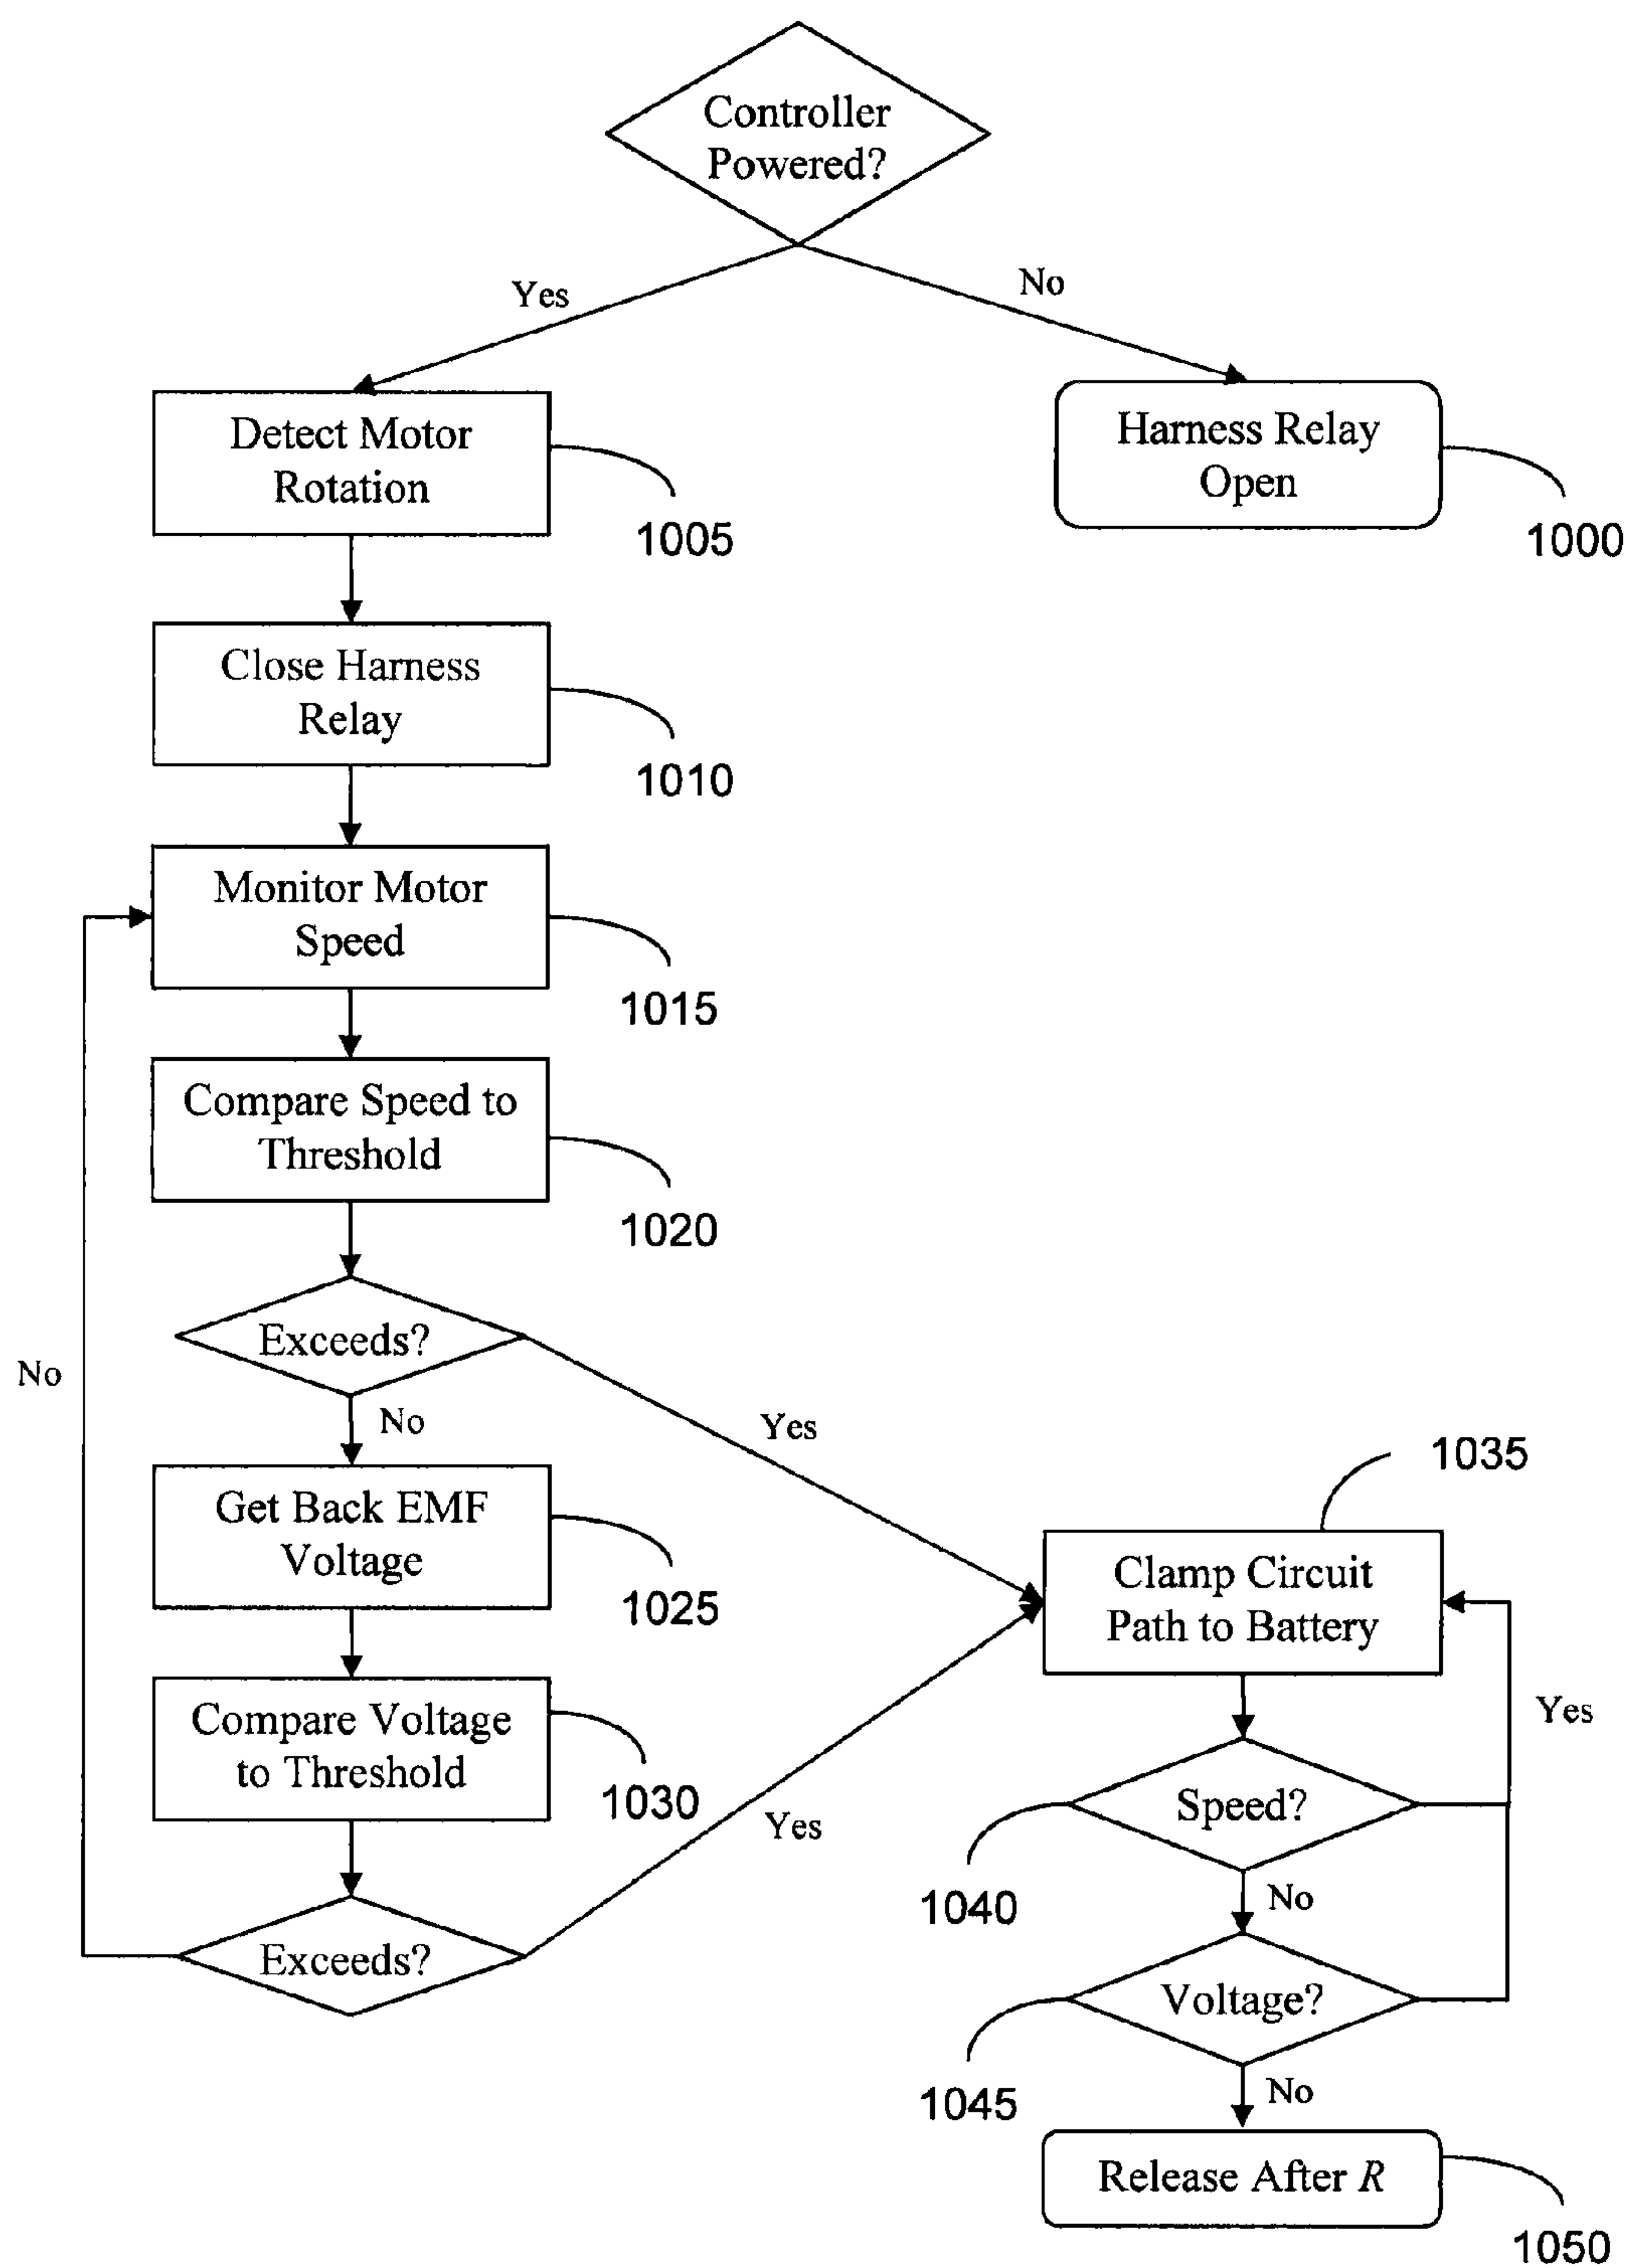 Controller
Powered?
Yes
No
Detect Motor
Rotation
1005
Harness Relay
Open
1000
Close Harness
Relay
1010
Monitor Motor
Speed
1015
Compare Speed to
Threshold
1020
Exceeds?
No
No
Yes
Get Back EMF
Voltage
1025
1035
Clamp Circuit
Path to Battery
Compare Voltage
to Threshold
1030
Yes
Yes
Exceeds?
Speed?
1040
No
Voltage?
1045
No
Release After R
1050